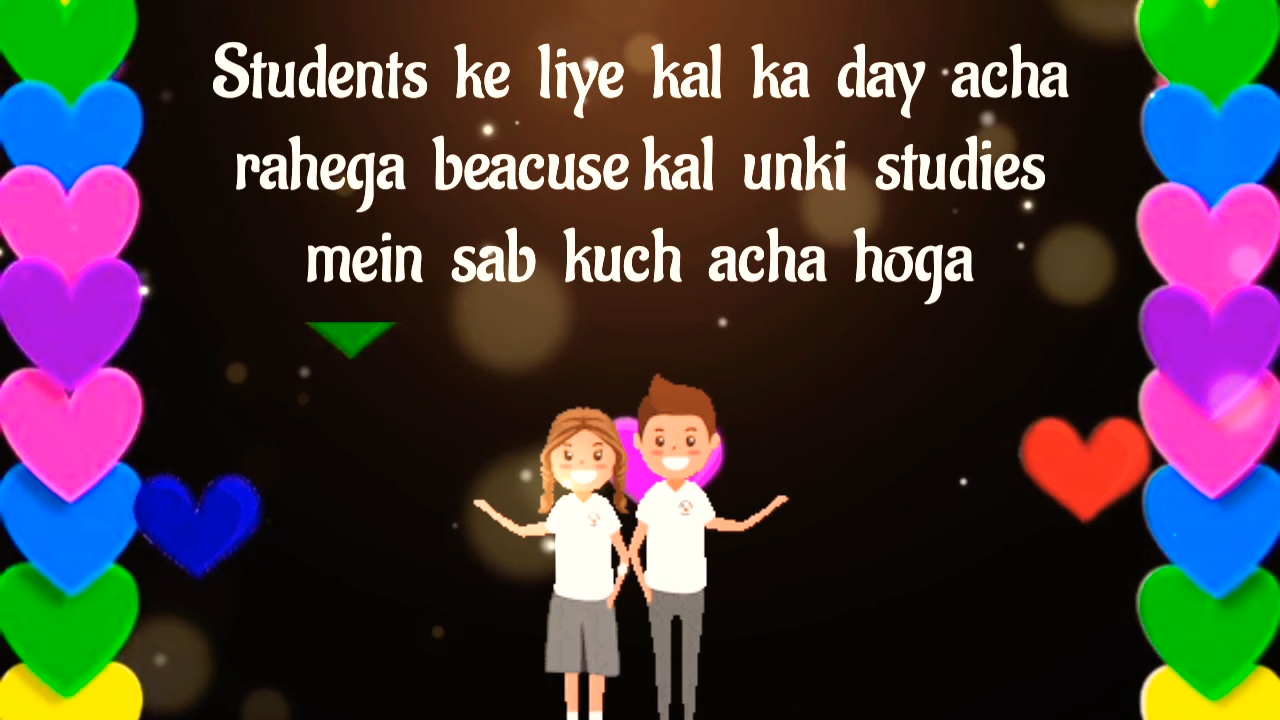 Students ke liye kal ka day acha
rahega beacuse kal unki studies
mein sab kuch acha hoga